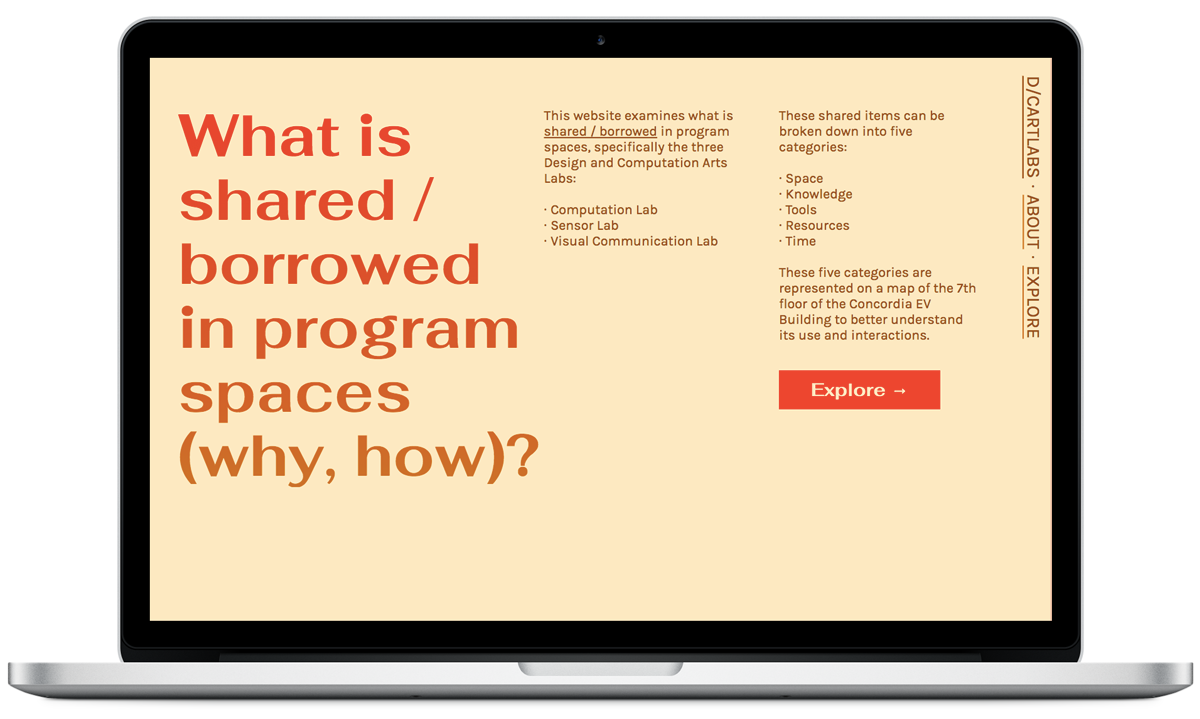 What is
shared /
borrowed
in program
spaces
(why, how)?
This website examines what is
shared / borrowed in program
spaces, specifically the three
Design and Computation Arts
Labs:
· Computation Lab
· Sensor Lab
· Visual Communication Lab
These shared items can be
broken down into five
categories:
· Space
· Knowledge
· Tools
· Resources
· Time
These five categories are
represented on a map of the 7th
floor of the Concordia EV
Building to better understand
its use and interactions.
Explore →
D/CARTLABS · ABOUT · EXPLORE